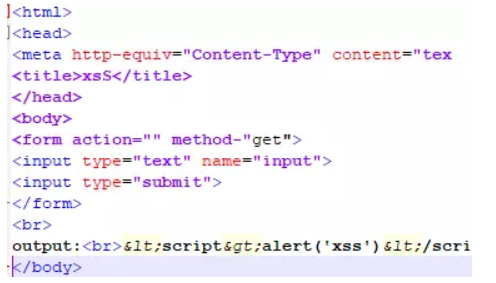 <html>
<head>
<meta http-equiv="Content-Type" content="tex
<title>xsS</title>
</head>
<body>
<form action="" method-"get">
<input type="text" name="input">
<input type="submit">
</form>
<br>
output:<br>&lt;script&gt;alert('xss')&lt;/scri
</body>